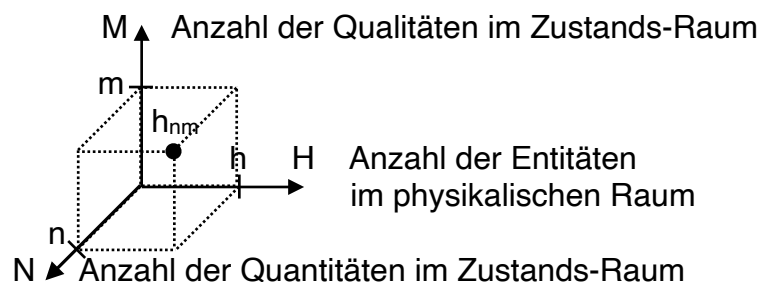 M Anzahl der Qualitäten im Zustands-Raum
m
hnm
h
H Anzahl der Entitäten
im physikalischen Raum
n
N Anzahl der Quantitäten im Zustands-Raum